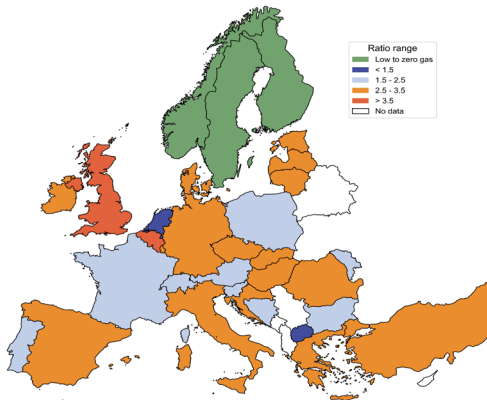 Ratio range
Low to zero gas
< 1.5
1.5 - 2.5
2.5 - 3.5
> 3.5
No data